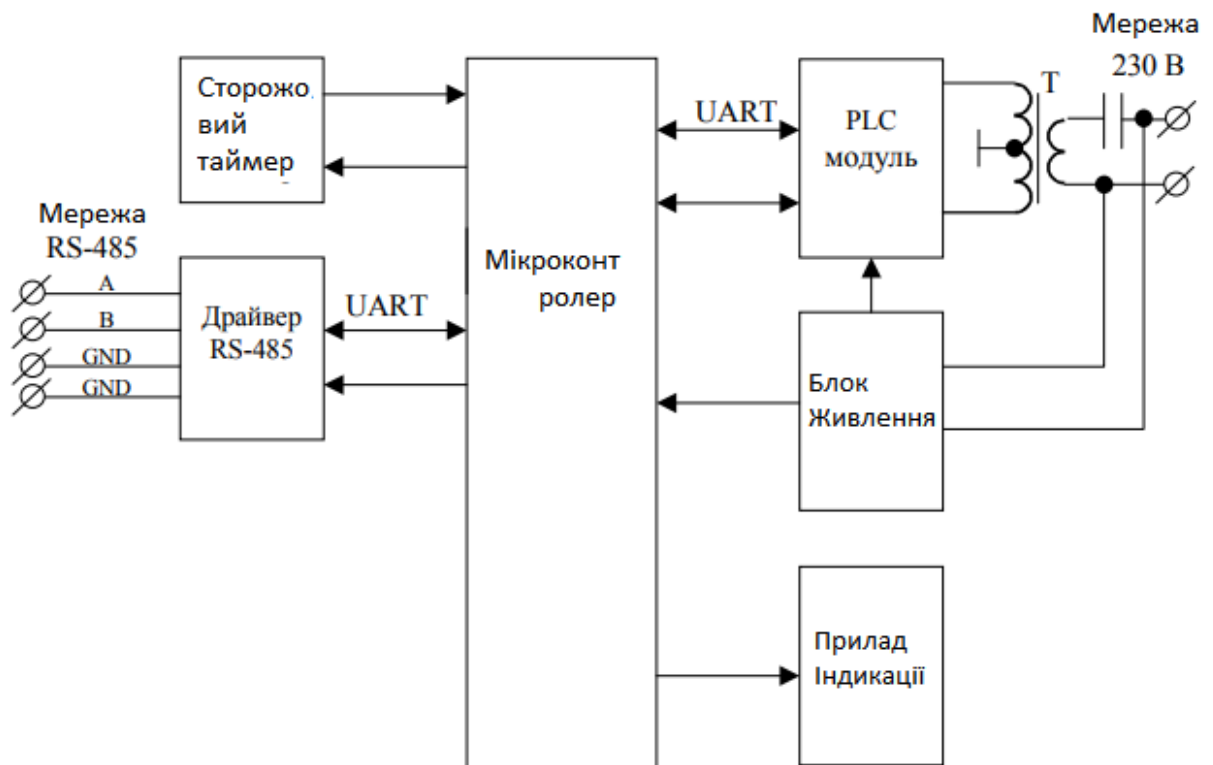 Сторожо.
вий
таймер
Мережа
RS-485
A
B
GND
GND
Драйвер
RS-485
UART
Мікроконт
ролер
UART
PLC
модуль
T
Мережа
230 В
Блок
Живлення
Прилад
Індикації